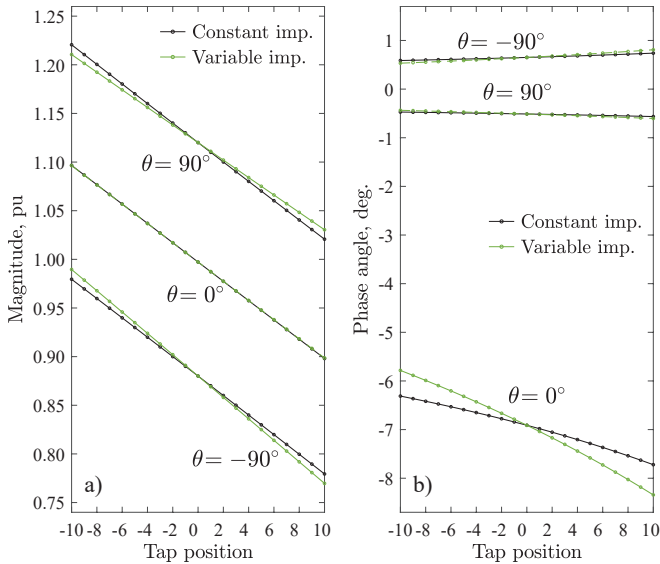 1.25
1.20
1.15
1.10
1.05
1.00
0.95
0.90
0.85
0.80
0.75
Magnitude, pu
Constant imp.
Variable imp.
θ= 90°
θ= 0°
θ= −90°
a)
-10 -8 -6 -4 -2 0 2 4 6 8 10
Tap position
1
0
-1
-2
-3
-4
-5
-6
-7
-8
Phase angle, deg.
θ= −90°
θ= 90°
Constant imp.
Variable imp.
θ= 0°
b)
-10 -8 -6 -4 -2 0 2 4 6 8 10
Tap position